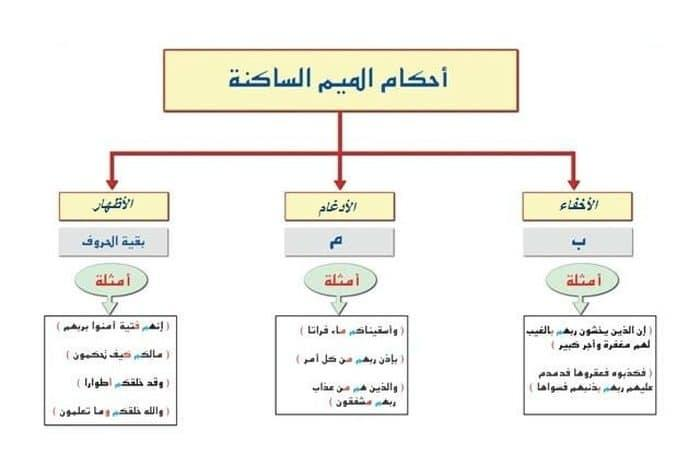 أحكام الميم الساكنة
الأخفاء
الأدغام
الأظهار
ب
م
بقية الحروف
أمثلة
أمثلة
أمثلة
( إن الذين يخشون ربهم بالغيب
لهم مغفرة وأجر كبير )
( فكذبوه فعقروها فدمدم
عليهم ربهم بذنبهم فسواها )
( وأسقيناكم ماء فراتا )
( بإذن ربهم من كل أمر )
( والذين هم من عذاب
ربهم مشفقون )
( إنهم فتية آمنوا بربهم )
( مالكم كيف تحكمون )
( وقد خلقكم أطوارا )
( والله خلقكم وما تعلمون )